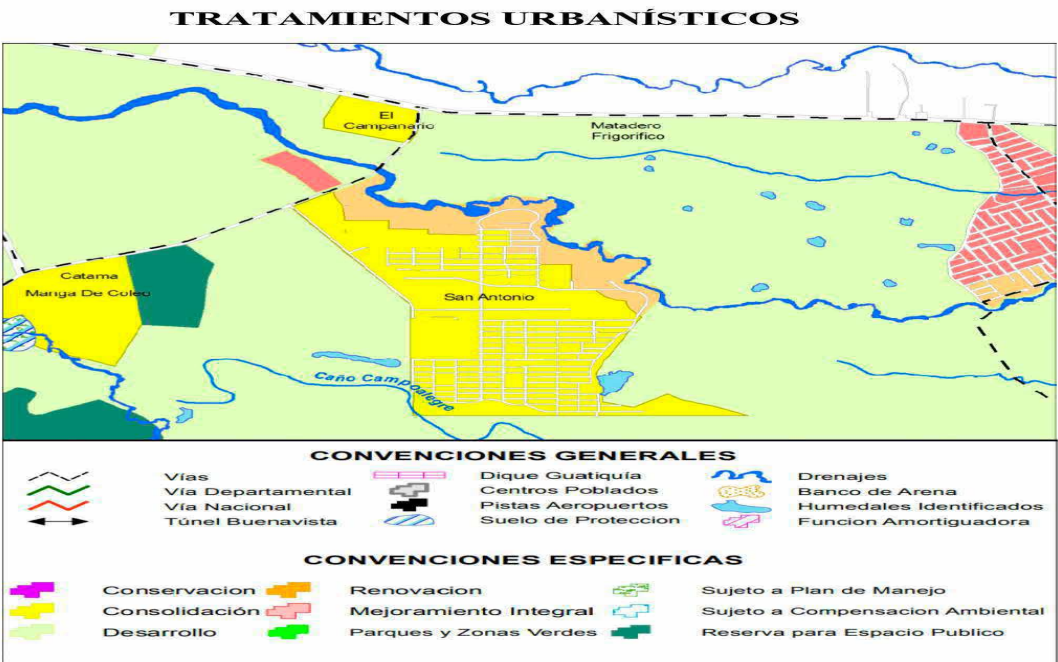 TRATAMIENTOS URBANÍSTICOS
El
Campanario
Matadero
Frigorifico
Catama
Manga De Coleo
San Antonio
Caño Campoalegre
CONVENCIONES GENERALES
Vías
Dique Guatiquía
Drenajes
Vía Departamental
Centros Poblados
Banco de Arena
Vía Nacional
Pistas Aeropuertos
Humedales Identificados
Túnel Buenavista
Suelo de Proteccion
Funcion Amortiguadora
CONVENCIONES ESPECIFICAS
Conservacion
Renovacion
Sujeto a Plan de Manejo
Consolidación
Mejoramiento Integral
Sujeto a Compensacion Ambiental
Desarrollo
Parques y Zonas Verdes
Reserva para Espacio Publico